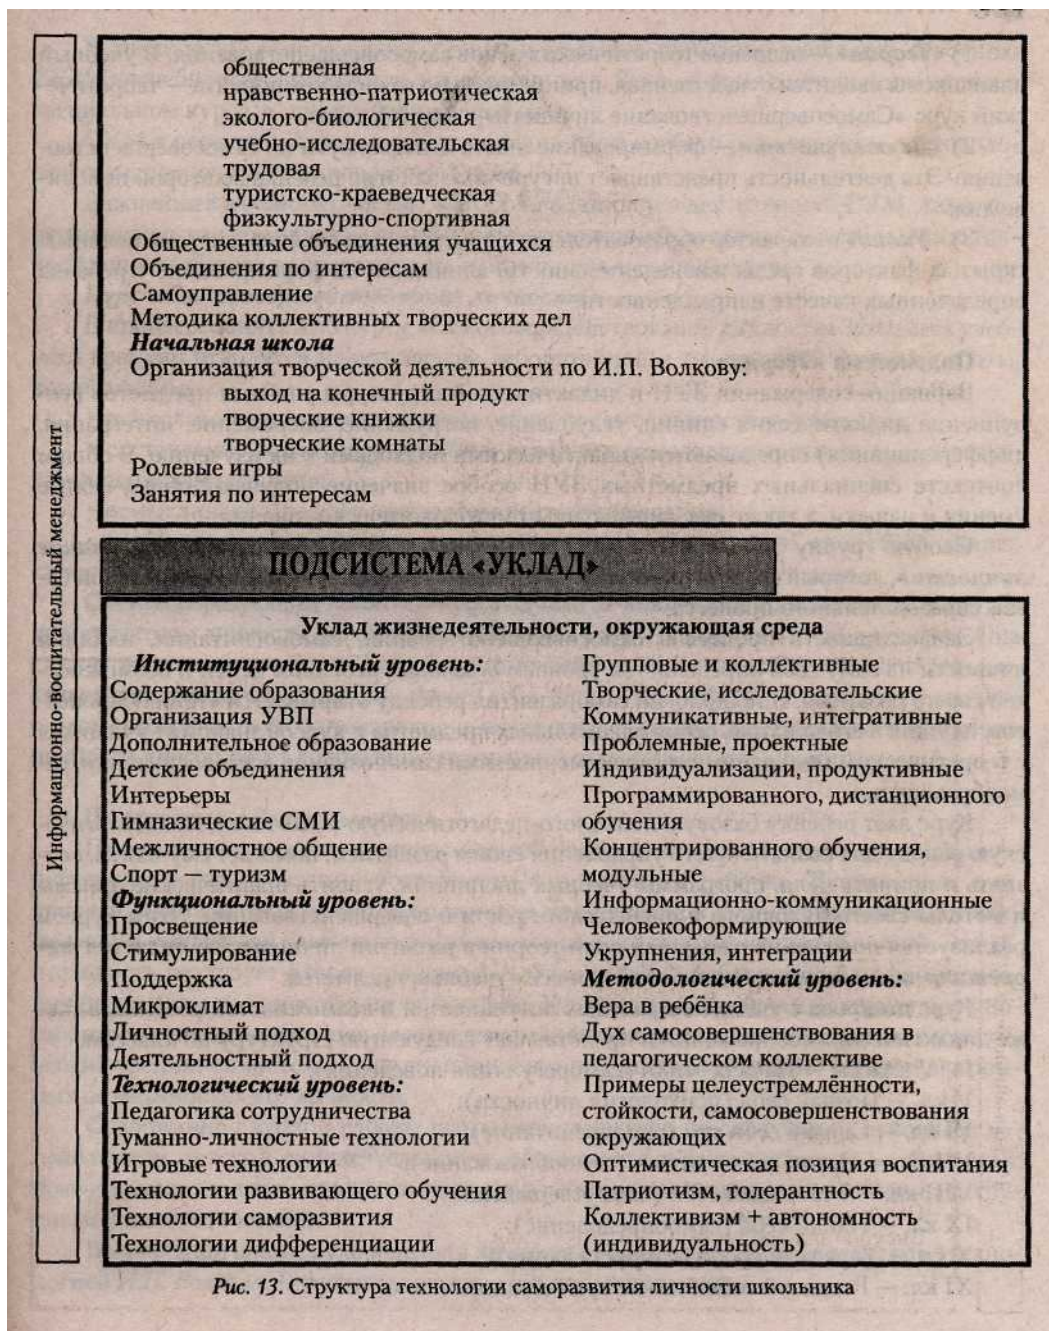 общественная
нравственно-патриотическая
эколого-биологическая
учебно-исследовательская
трудовая
туристско-краеведческая
физкультурно-спортивная
Общественные объединения учащихся
Объединения по интересам
Самоуправление
Методика коллективных творческих дел
Начальная школа
Организация творческой деятельности по И.П. Волкову:
выход на конечный продукт
творческие книжки
творческие комнаты
Ролевые игры
Занятия по интересам
Информационно-воспитательный менеджмент
ПОДСИСТЕМА «УКЛАД»
Уклад жизнедеятельности, окружающая среда
Институциональный уровень:
Содержание образования
Организация УВП
Дополнительное образование
Детские объединения
Интерьеры
Гимназические СМИ
Межличностное общение
Спорт — туризм
Функциональный уровень:
Просвещение
Стимулирование
Поддержка
Микроклимат
Личностный подход
Деятельностный подход
Технологический уровень:
Педагогика сотрудничества
Гуманно-личностные технологии
Игровые технологии
Технологии развивающего обучения
Технологии саморазвития
Технологии дифференциации
Групповые и коллективные
Творческие, исследовательские
Коммуникативные, интегративные
Проблемные, проектные
Индивидуализации, продуктивные
Программированного, дистанционного
обучения
Концентрированного обучения,
модульные
Информационно-коммуникационные
Человекоформирующие
Укрупнения, интеграции
Методологический уровень:
Вера в ребёнка
Дух самосовершенствования в
педагогическом коллективе
Примеры целеустремлённости,
стойкости, самосовершенствования
окружающих
Оптимистическая позиция воспитания
Патриотизм, толерантность
Коллективизм + автономность
(индивидуальность)
Рис. 13. Структура технологии саморазвития личности школьника